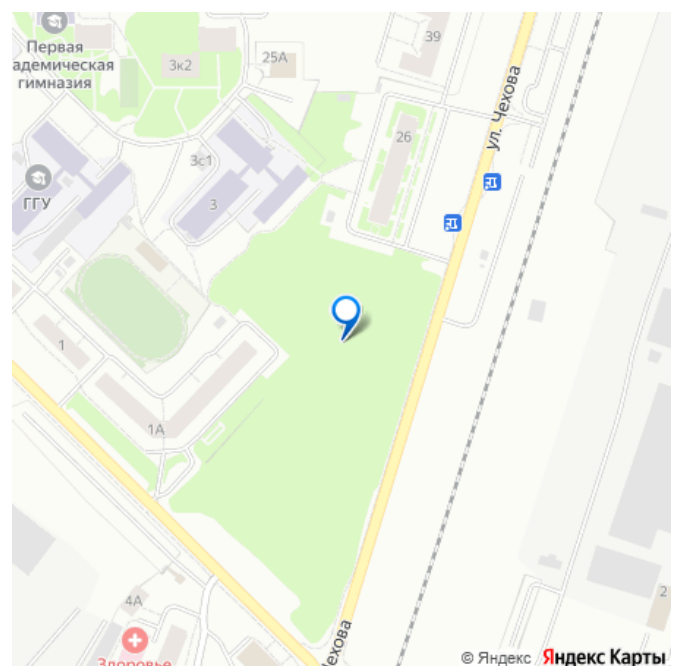 Первая
адемическая
гимназия
3к2
25А
39
26
ул. Чехова
3с1
ГГУ
3
1
1А
4А
Здоровье
Чехова
2
© Яндекс Яндекс Карты